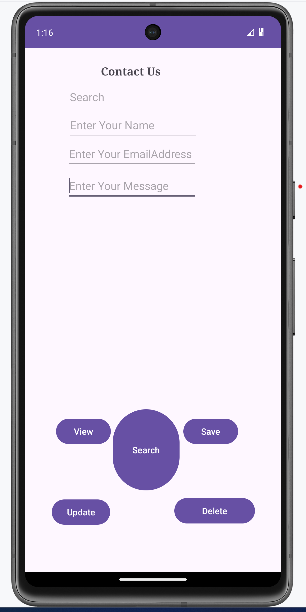 1:16
Contact Us
Search
Enter Your Name
Enter Your EmailAddress
Enter Your Message
View
Save
Search
Update
Delete